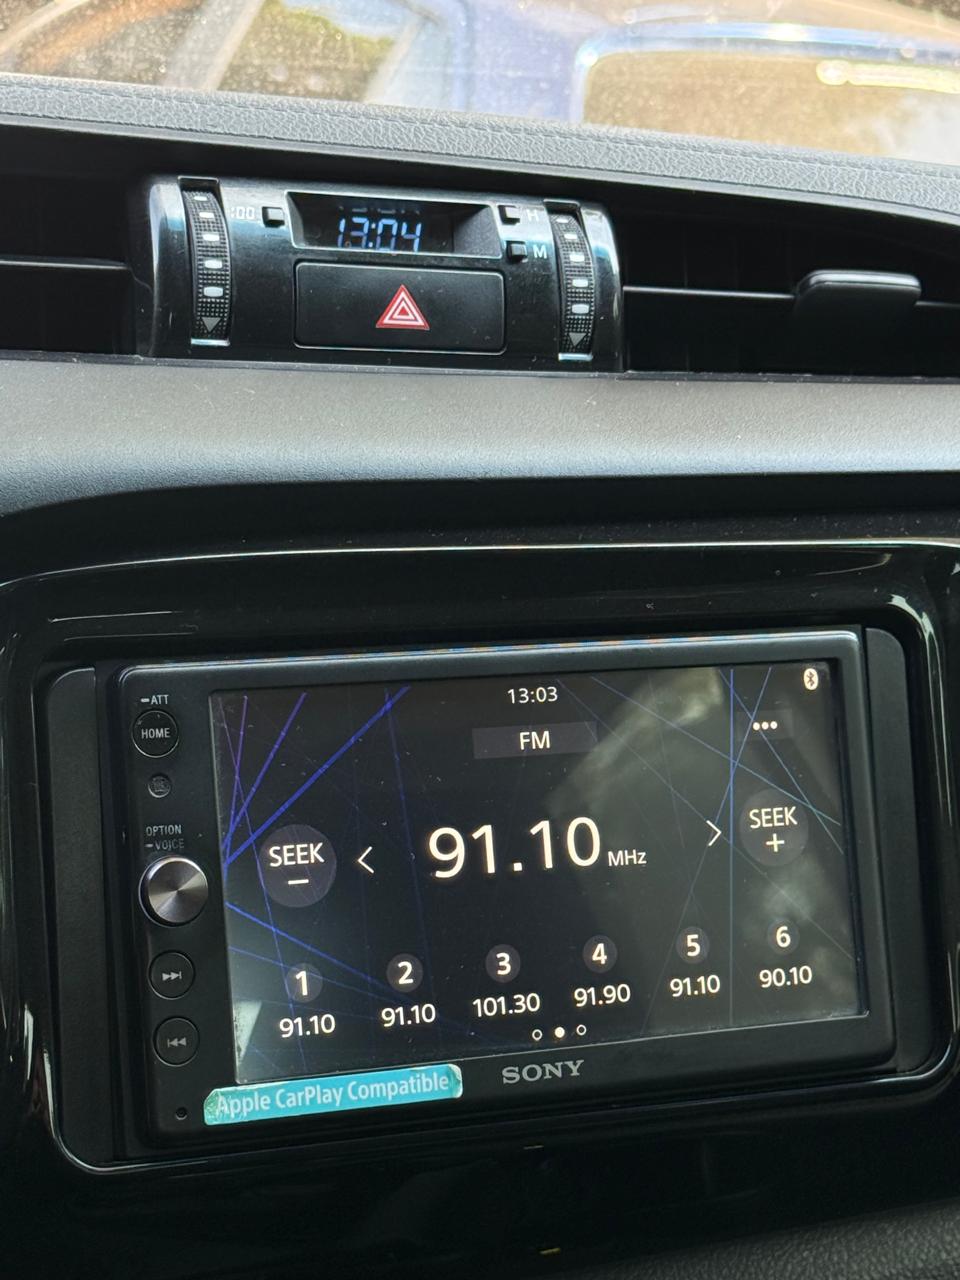 :00
13:04
H
M
ATT
HOME
OPTION
VOICE
13:03
FM
SEEK
−
91.10 MHz
SEEK
+
1 2 3 4 5 6
91.10 91.10 101.30 91.90 91.10 90.10
SONY
Apple CarPlay Compatible